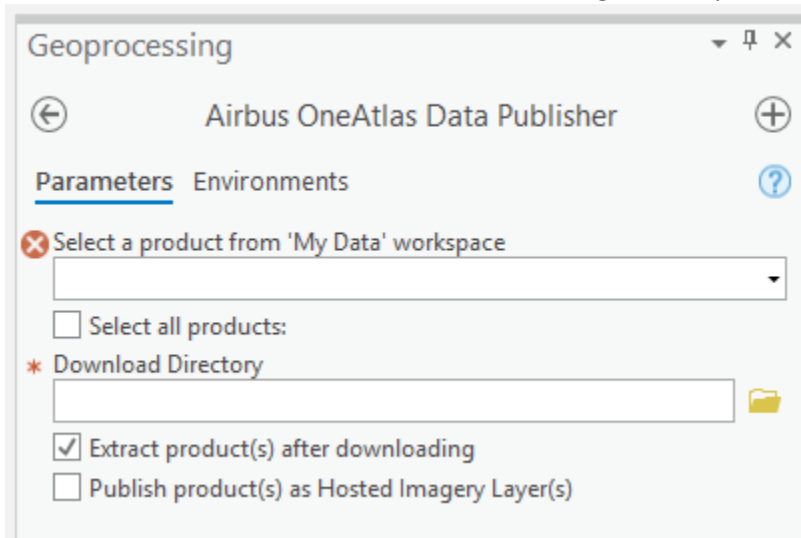 Geoprocessing
Airbus OneAtlas Data Publisher
Parameters Environments
Select a product from 'My Data' workspace
Select all products:
* Download Directory
Extract product(s) after downloading
Publish product(s) as Hosted Imagery Layer(s)